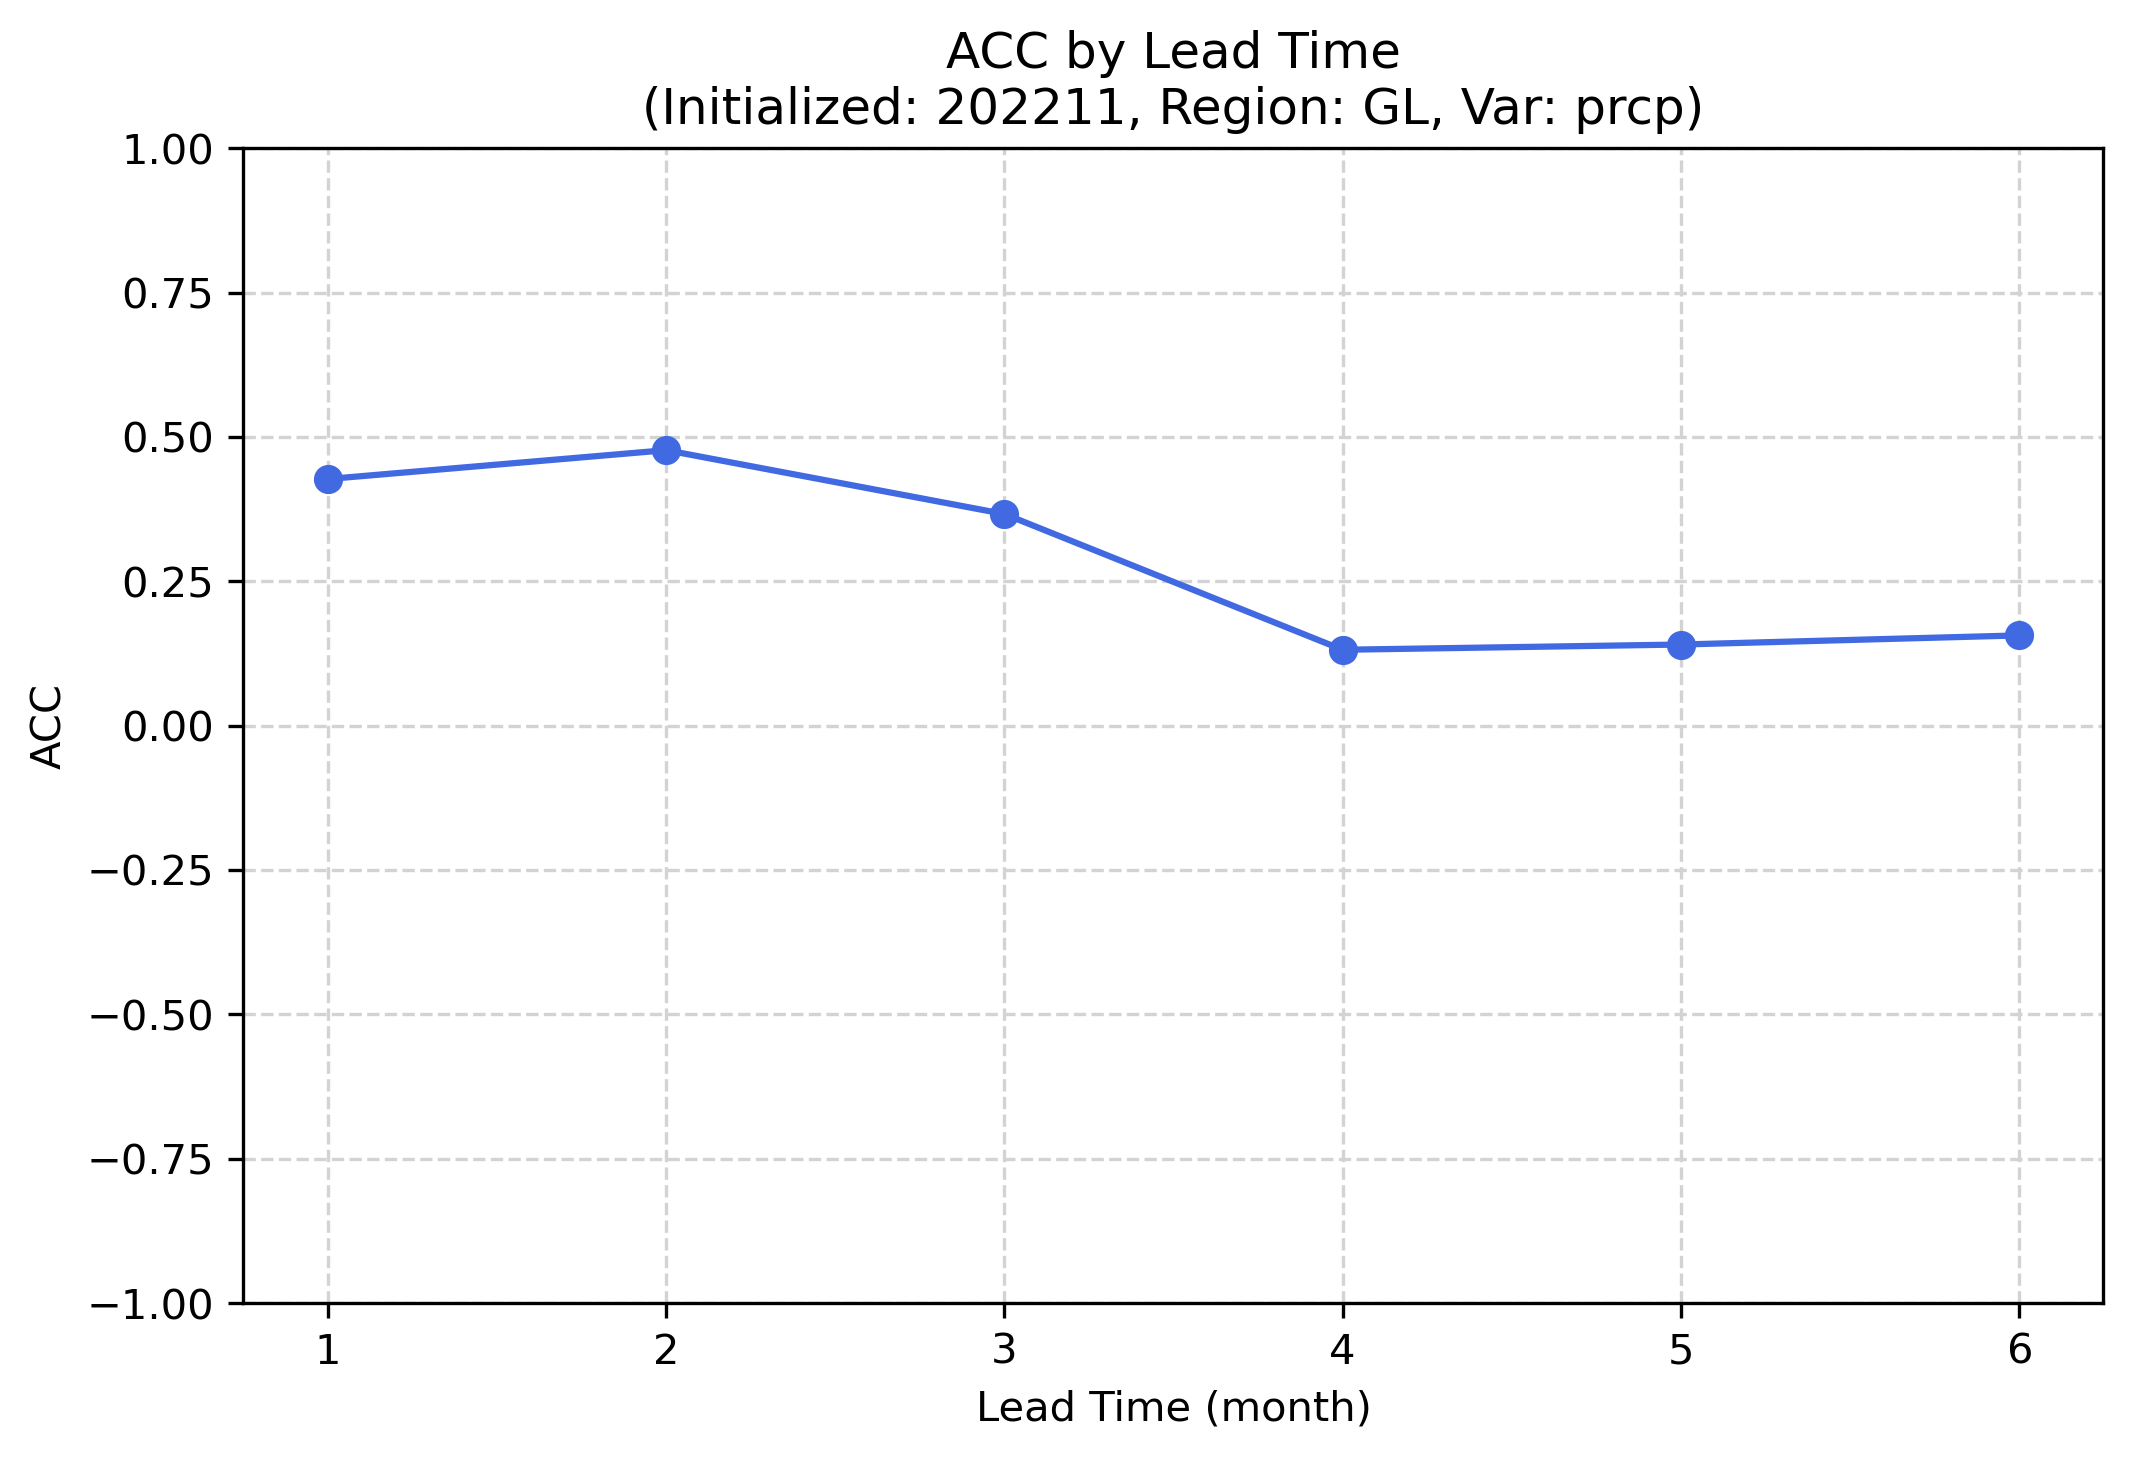 ACC by Lead Time
(Initialized: 202211, Region: GL, Var: prcp)
1.00
0.75
0.50
0.25
0.00
−0.25
−0.50
−0.75
−1.00
ACC
1 2 3 4 5 6
Lead Time (month)